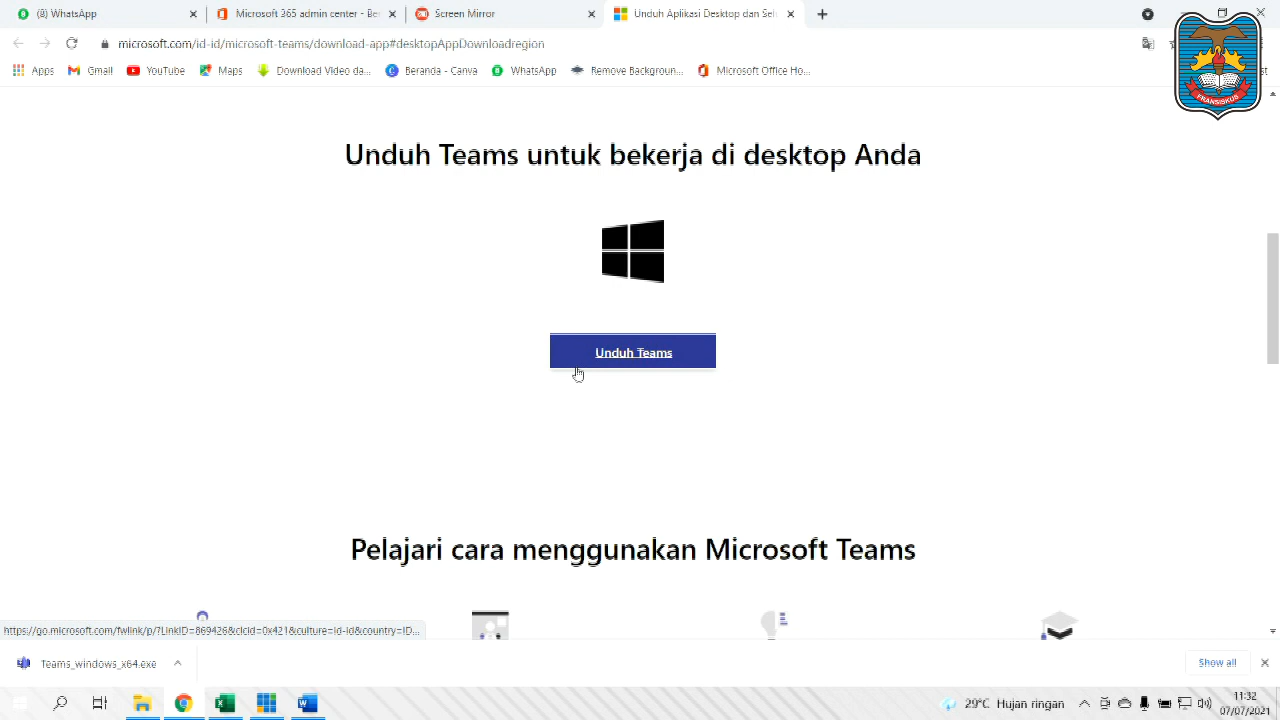 (8) WhatsApp
Microsoft 365 admin center - Ber
Screen Mirror
Unduh Aplikasi Desktop dan Sel
microsoft.com/id-id/microsoft-teams/download-app#desktopAppDownloadregion
Apps
Gmail
YouTube
Maps
Download Video da...
Beranda - Canva
Remove Backgroun...
Microsoft Office Ho...
FRANSISKUS
Unduh Teams untuk bekerja di desktop Anda
Unduh Teams
Pelajari cara menggunakan Microsoft Teams
https://go.microsoft.com/fwlink/p/?LinkID=869426&clcid=0x421&culture=id-id&country=ID...
Teams_windows_x64.exe
Show all
29°C Hujan ringan
11:32
07/07/2021